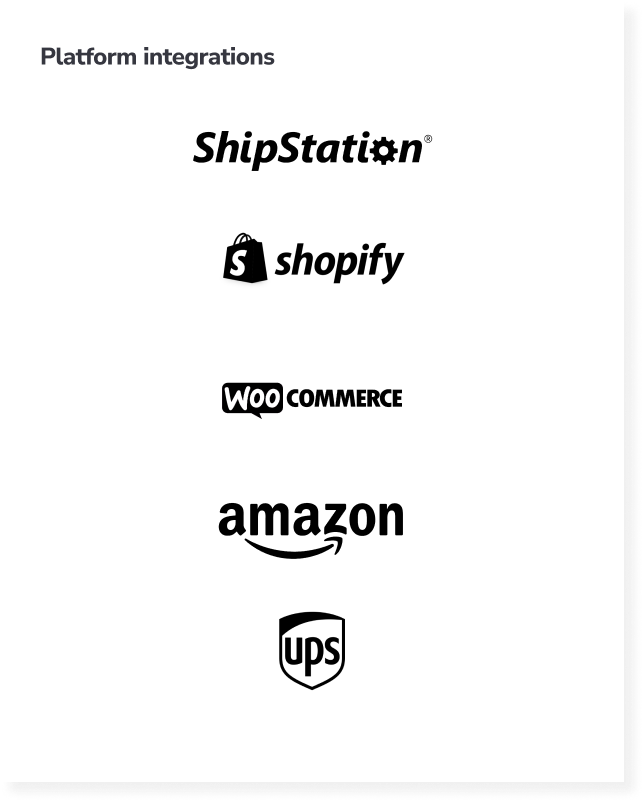 Platform integrations
ShipStation®
S shopify
WOO COMMERCE
amazon
ups